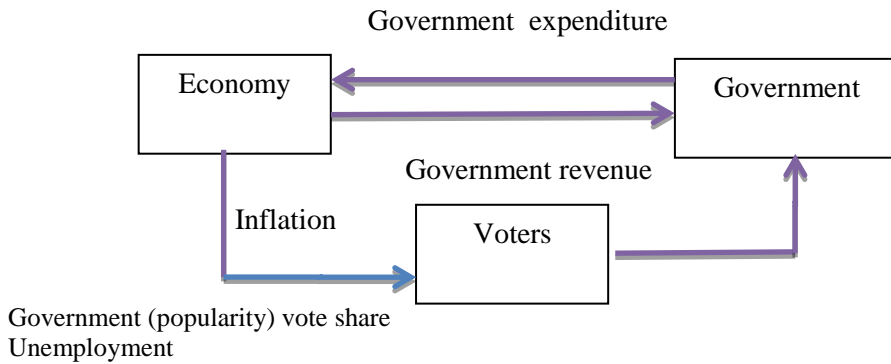 Government expenditure
Economy
Government
Government revenue
Inflation
Voters
Government (popularity) vote share
Unemployment